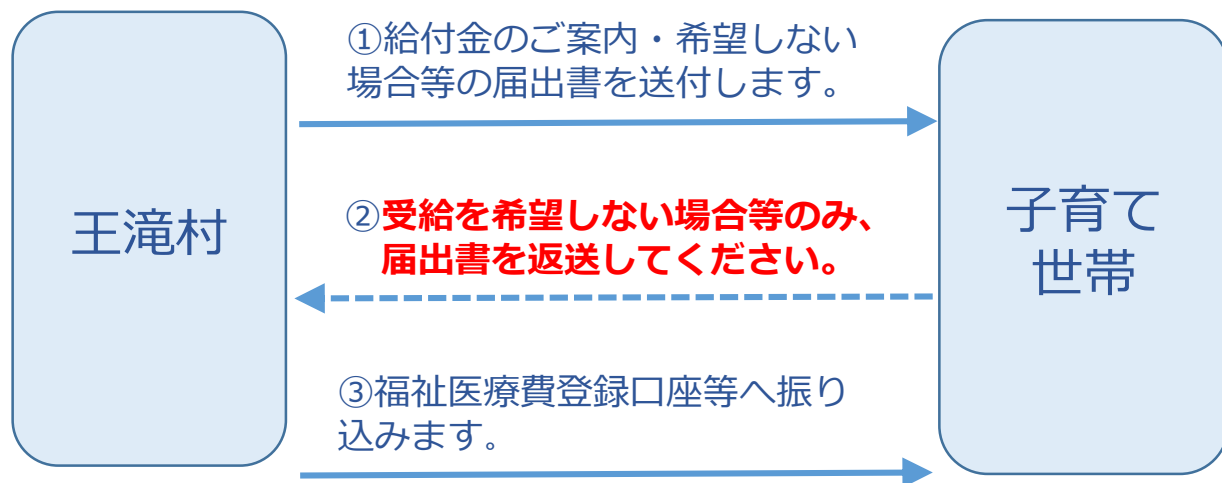 ①給付金のご案内・希望しない
場合等の届出書を送付します。
王滝村
②受給を希望しない場合等のみ、
届出書を返送してください。
子育て
世帯
③福祉医療費登録口座等へ振り
込みます。